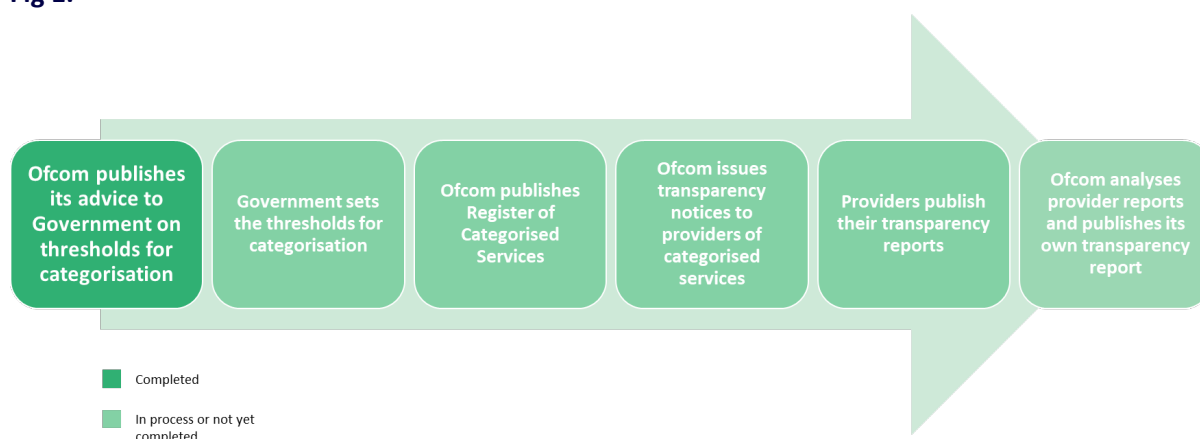 Ofcom publishes
its advice to
Government on
thresholds for
categorisation
Government sets
the thresholds for
categorisation
Ofcom publishes
Register of
Categorised
Services
Ofcom issues
transparency
notices to
providers of
categorised
services
Providers publish
their transparency
reports
Ofcom analyses
provider reports
and publishes its
own transparency
report
Completed
In process or not yet
completed